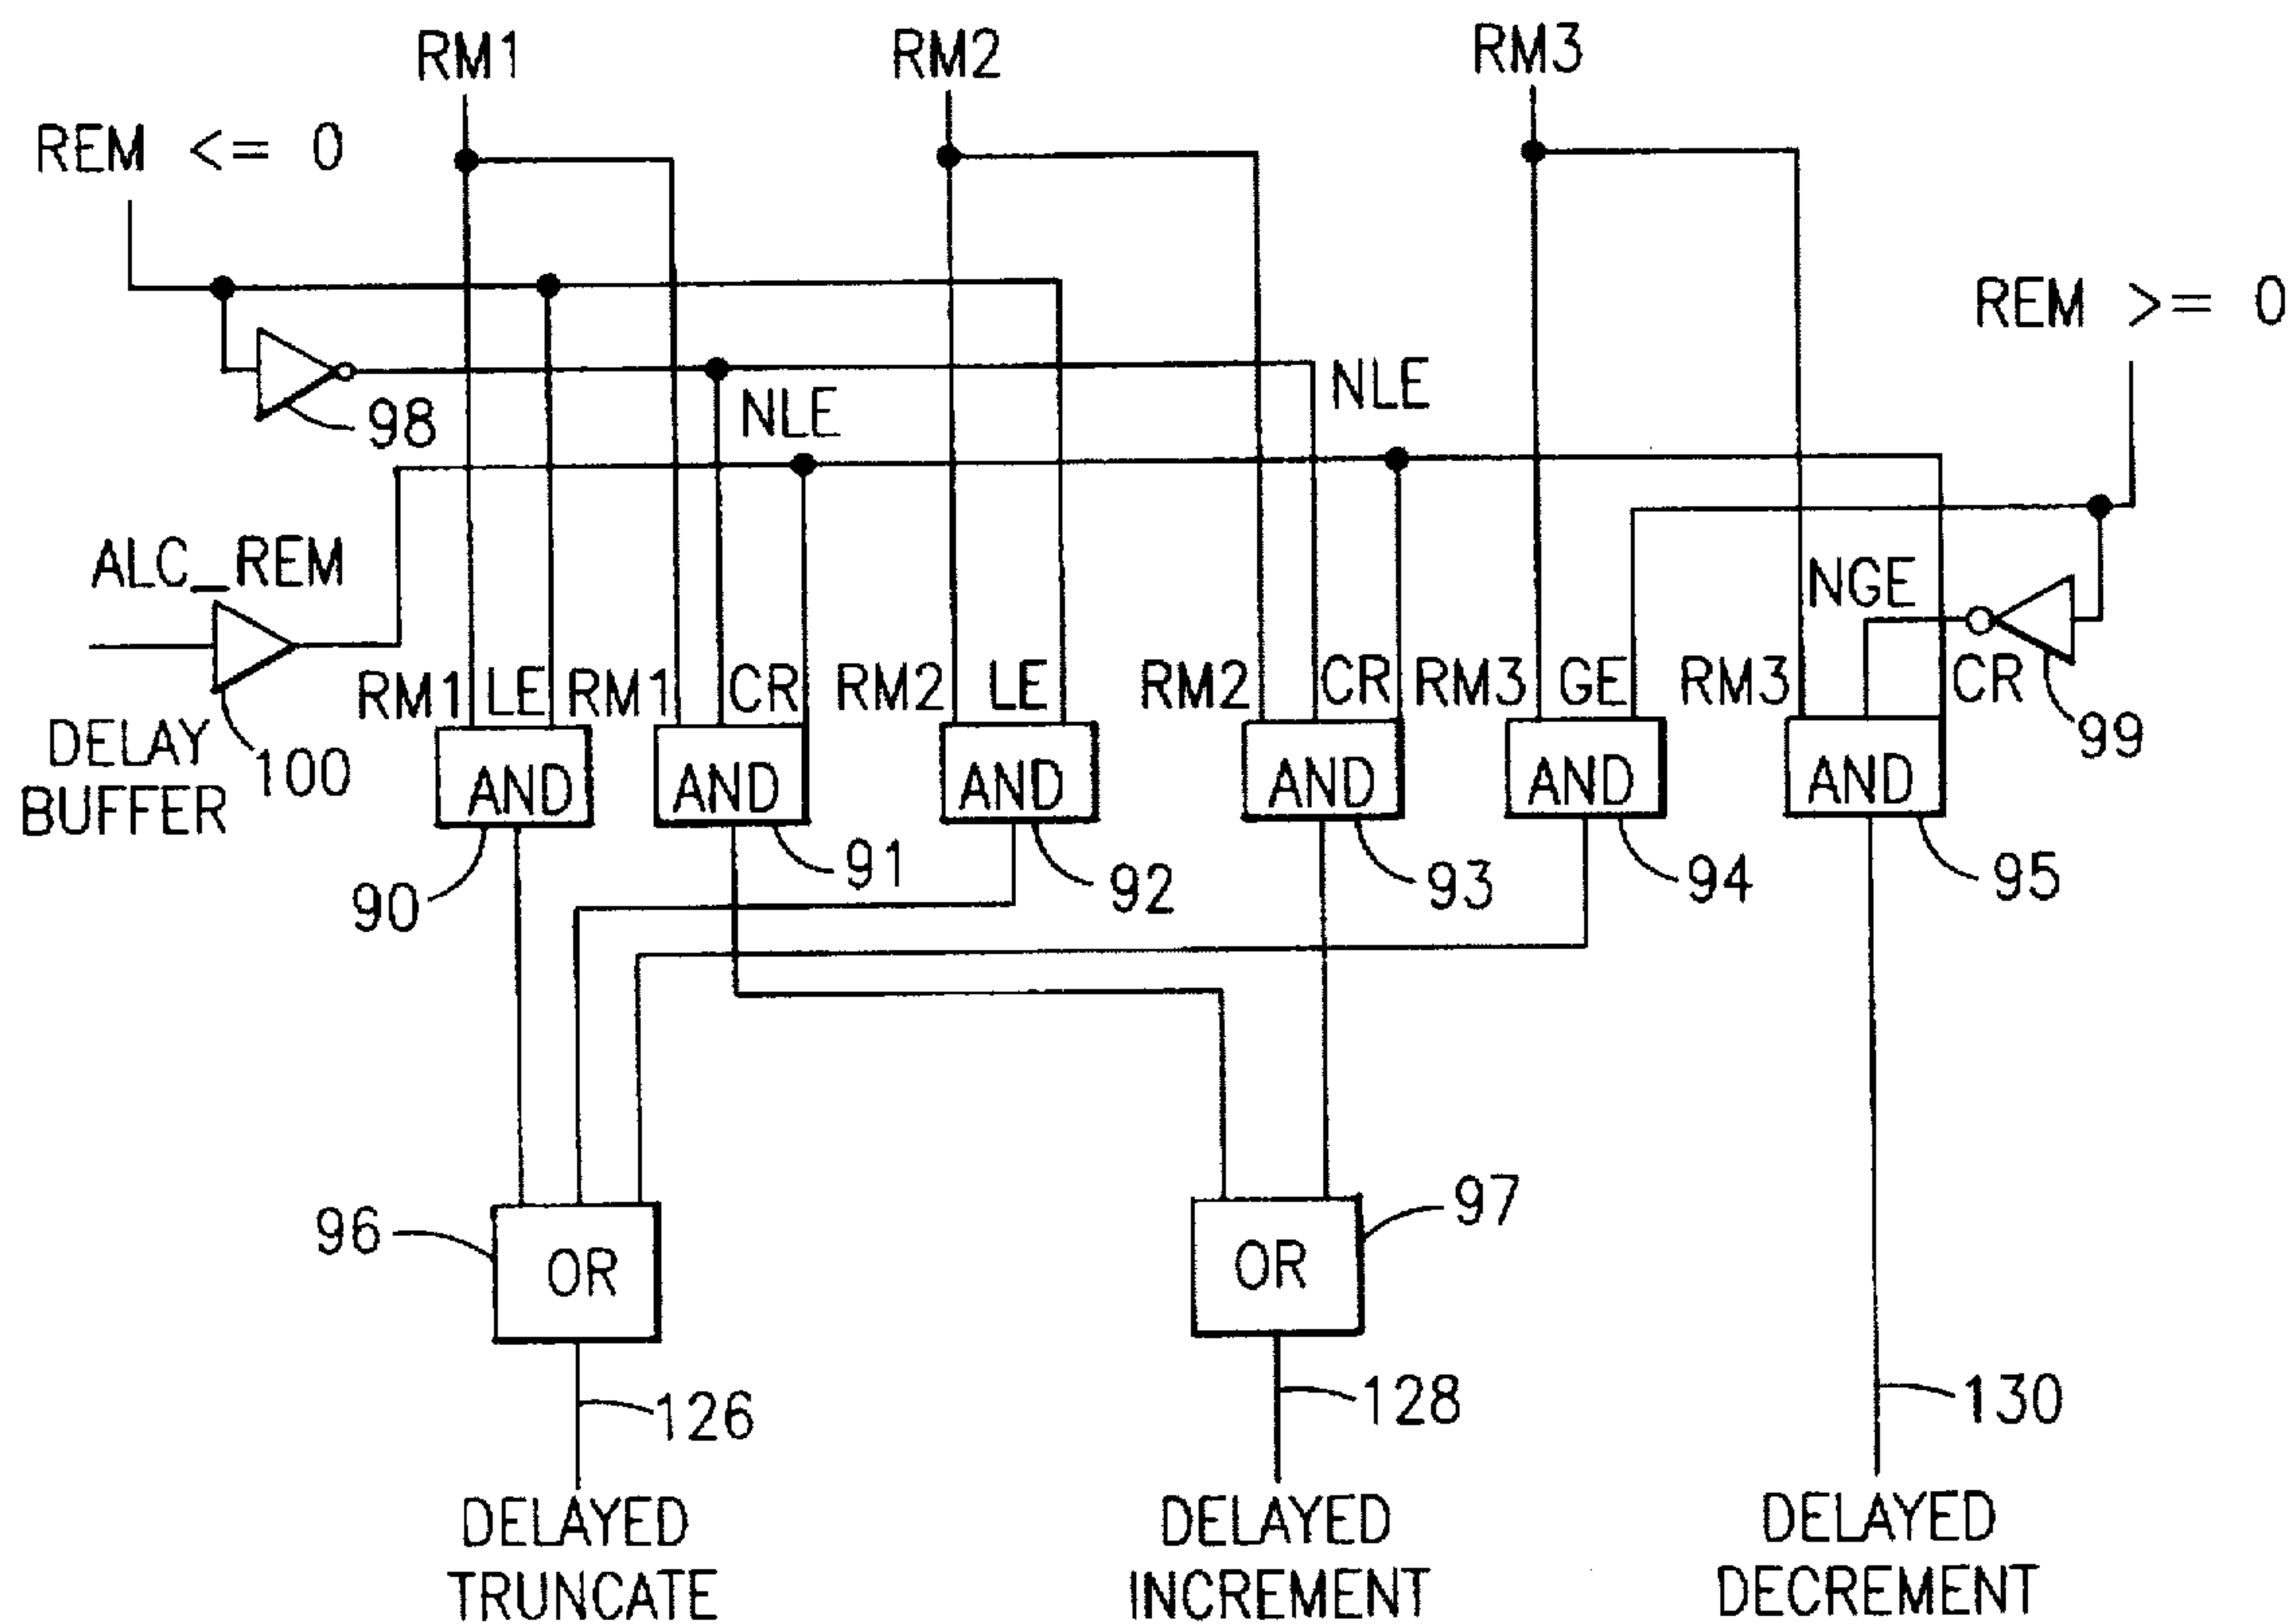 RM1
RM2
RM3
REM <= 0
REM >= 0
98
NLE
NLE
ALC_REM
NGE
DELAY
BUFFER
100
RM1
LE
RM1
CR
RM2
LE
RM2
CR
RM3
GE
RM3
CR
99
AND
AND
AND
AND
AND
AND
90
91
92
93
94
95
96
OR
OR
97
126
128
130
DELAYED
TRUNCATE
DELAYED
INCREMENT
DELAYED
DECREMENT